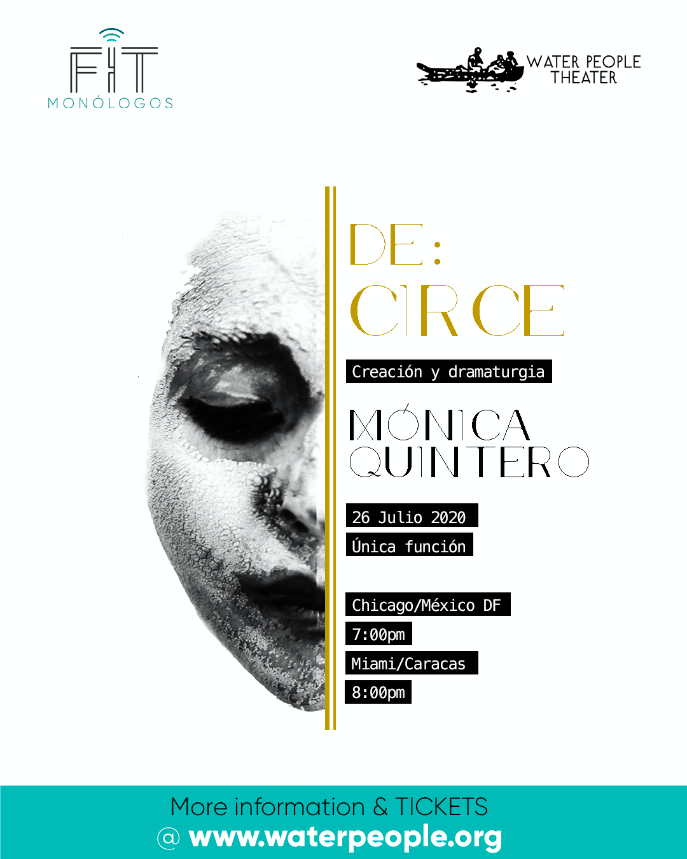 FIT
MONÓLOGOS
WATER PEOPLE
THEATER
DE:
CIRCE
Creación y dramaturgia
MÓNICA
QUINTERO
26 Julio 2020
Única función
Chicago/México DF
7:00pm
Miami/Caracas
8:00pm
More information & TICKETS
@ www.waterpeople.org